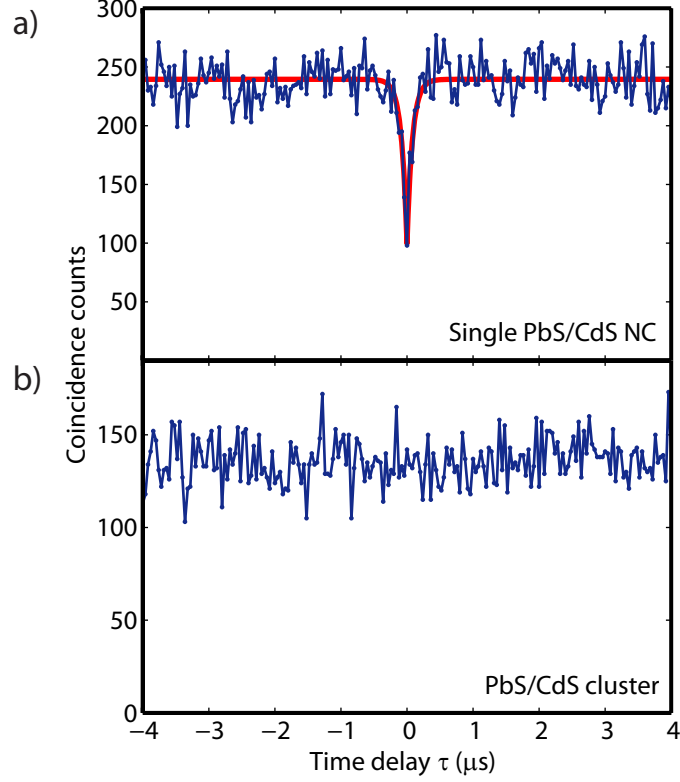 a)
300
250
200
150
100
50
Single PbS/CdS NC
Coincidence counts
b)
150
100
50
0
PbS/CdS cluster
−4 −3 −2 −1 0 1 2 3 4
Time delay τ (μs)